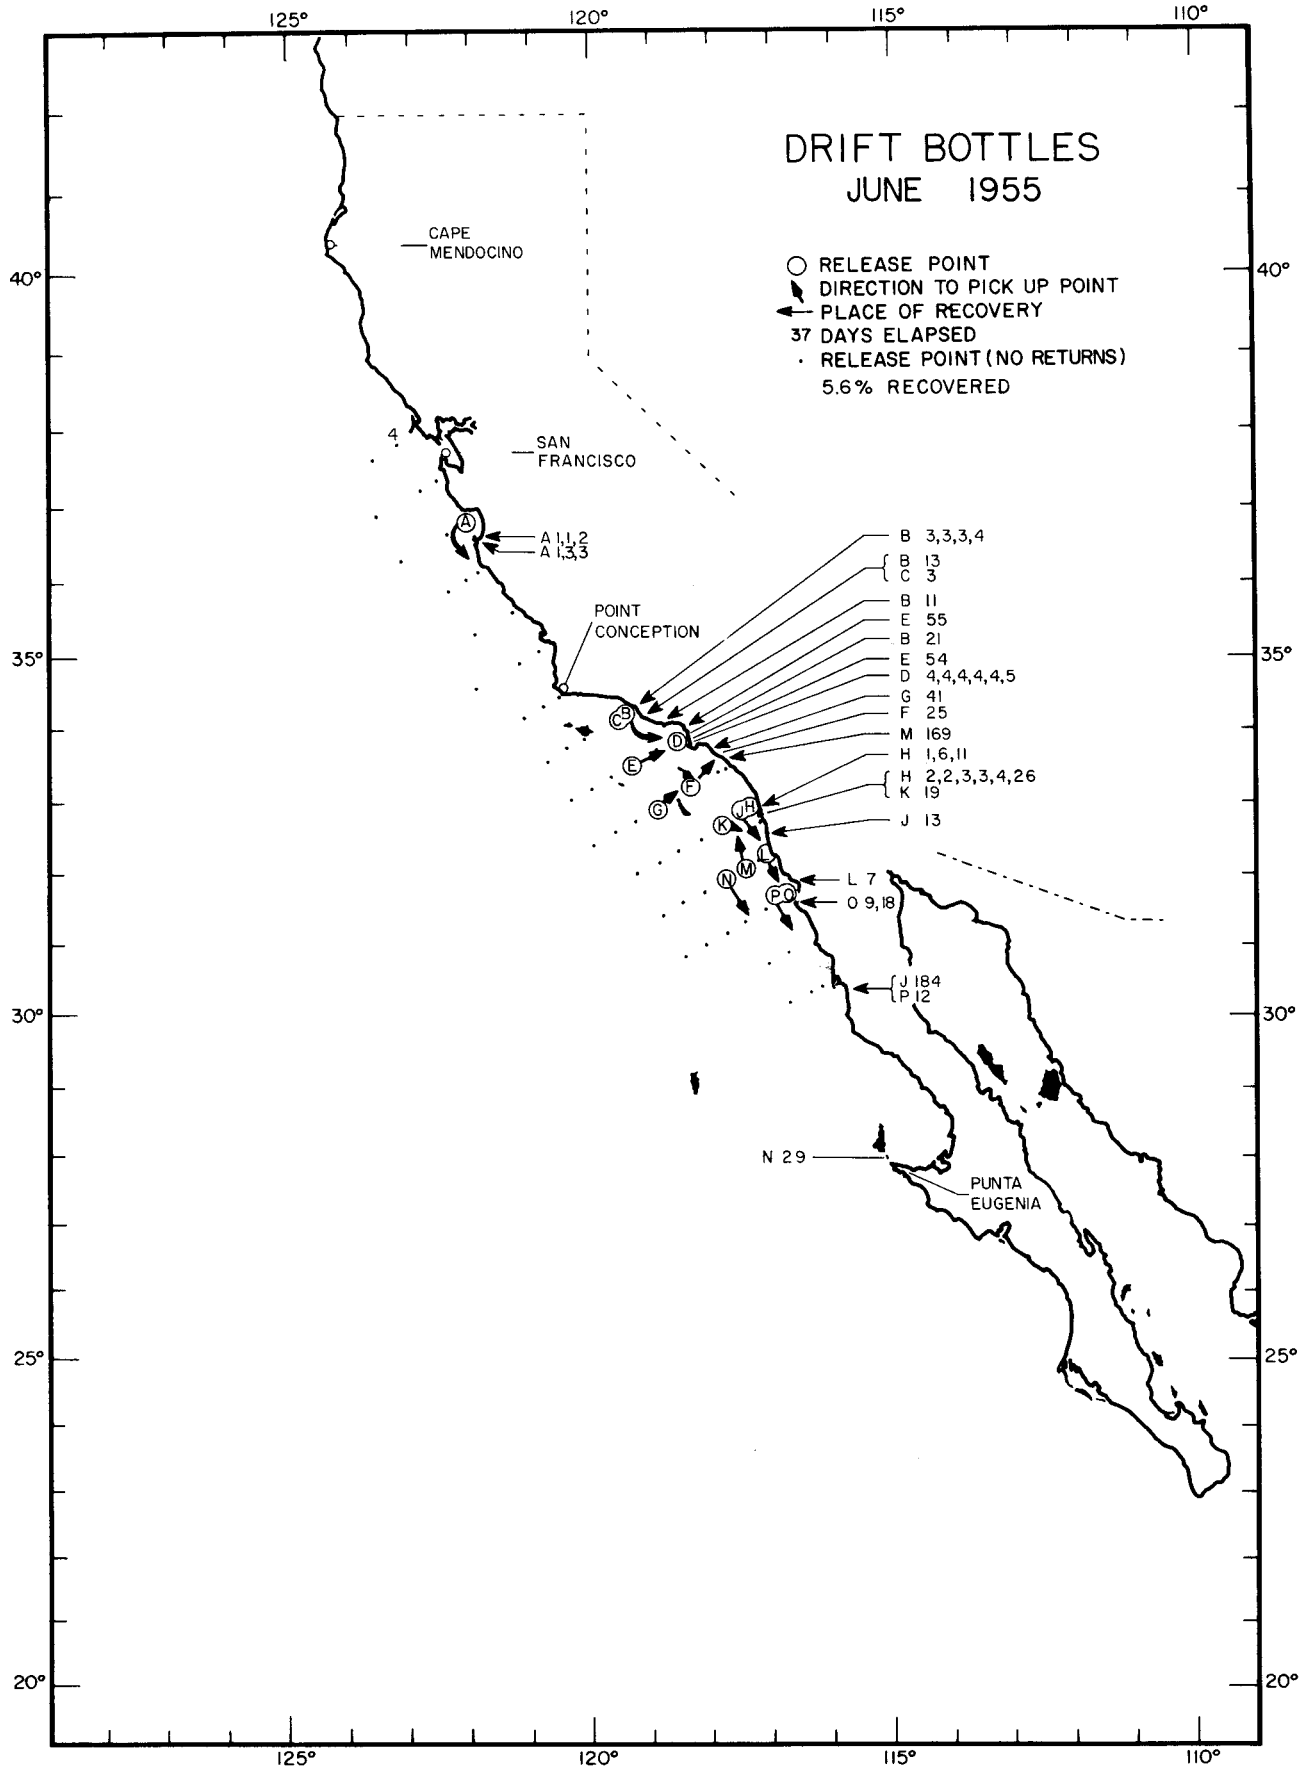 125° 120° 115° 110°
DRIFT BOTTLES
JUNE 1955
RELEASE POINT
DIRECTION TO PICK UP POINT
PLACE OF RECOVERY
37 DAYS ELAPSED
RELEASE POINT (NO RETURNS)
5.6% RECOVERED
CAPE
MENDOCINO
40° 40°
4
SAN
FRANCISCO
A
A 1,1,2
A 1,3,3
POINT
CONCEPTION
35° 35°
B 3,3,3,4
B 13
C 3
B 11
E 55
B 21
E 54
D 4,4,4,4,4,5
G 41
F 25
M 169
H 1,6,11
H 2,2,3,3,4,26
K 19
J 13
B
C
D
E
F
G
J H
K
L
M
N
P O
L 7
O 9,18
J 184
P 12
30° 30°
N 29
PUNTA
EUGENIA
25° 25°
20° 20°
125° 120° 115° 110°